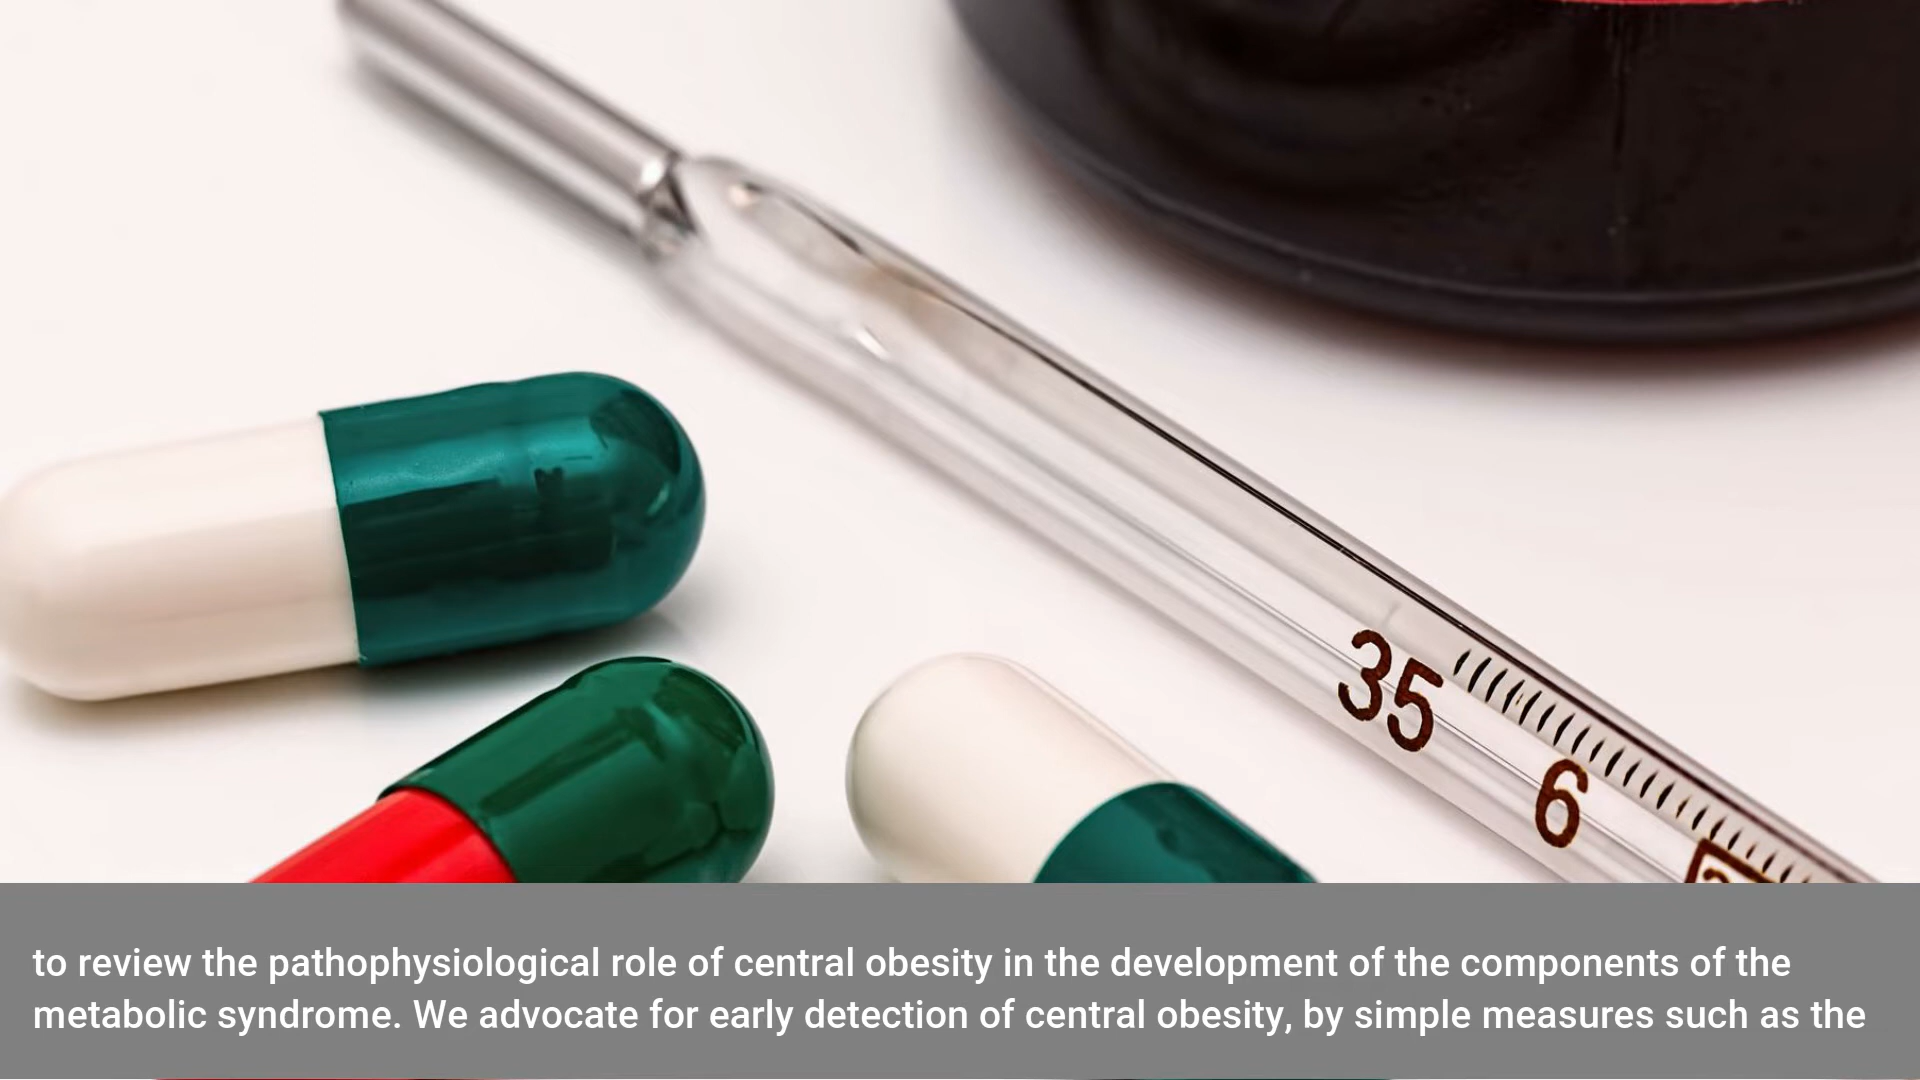 35
6
to review the pathophysiological role of central obesity in the development of the components of the
metabolic syndrome. We advocate for early detection of central obesity, by simple measures such as the